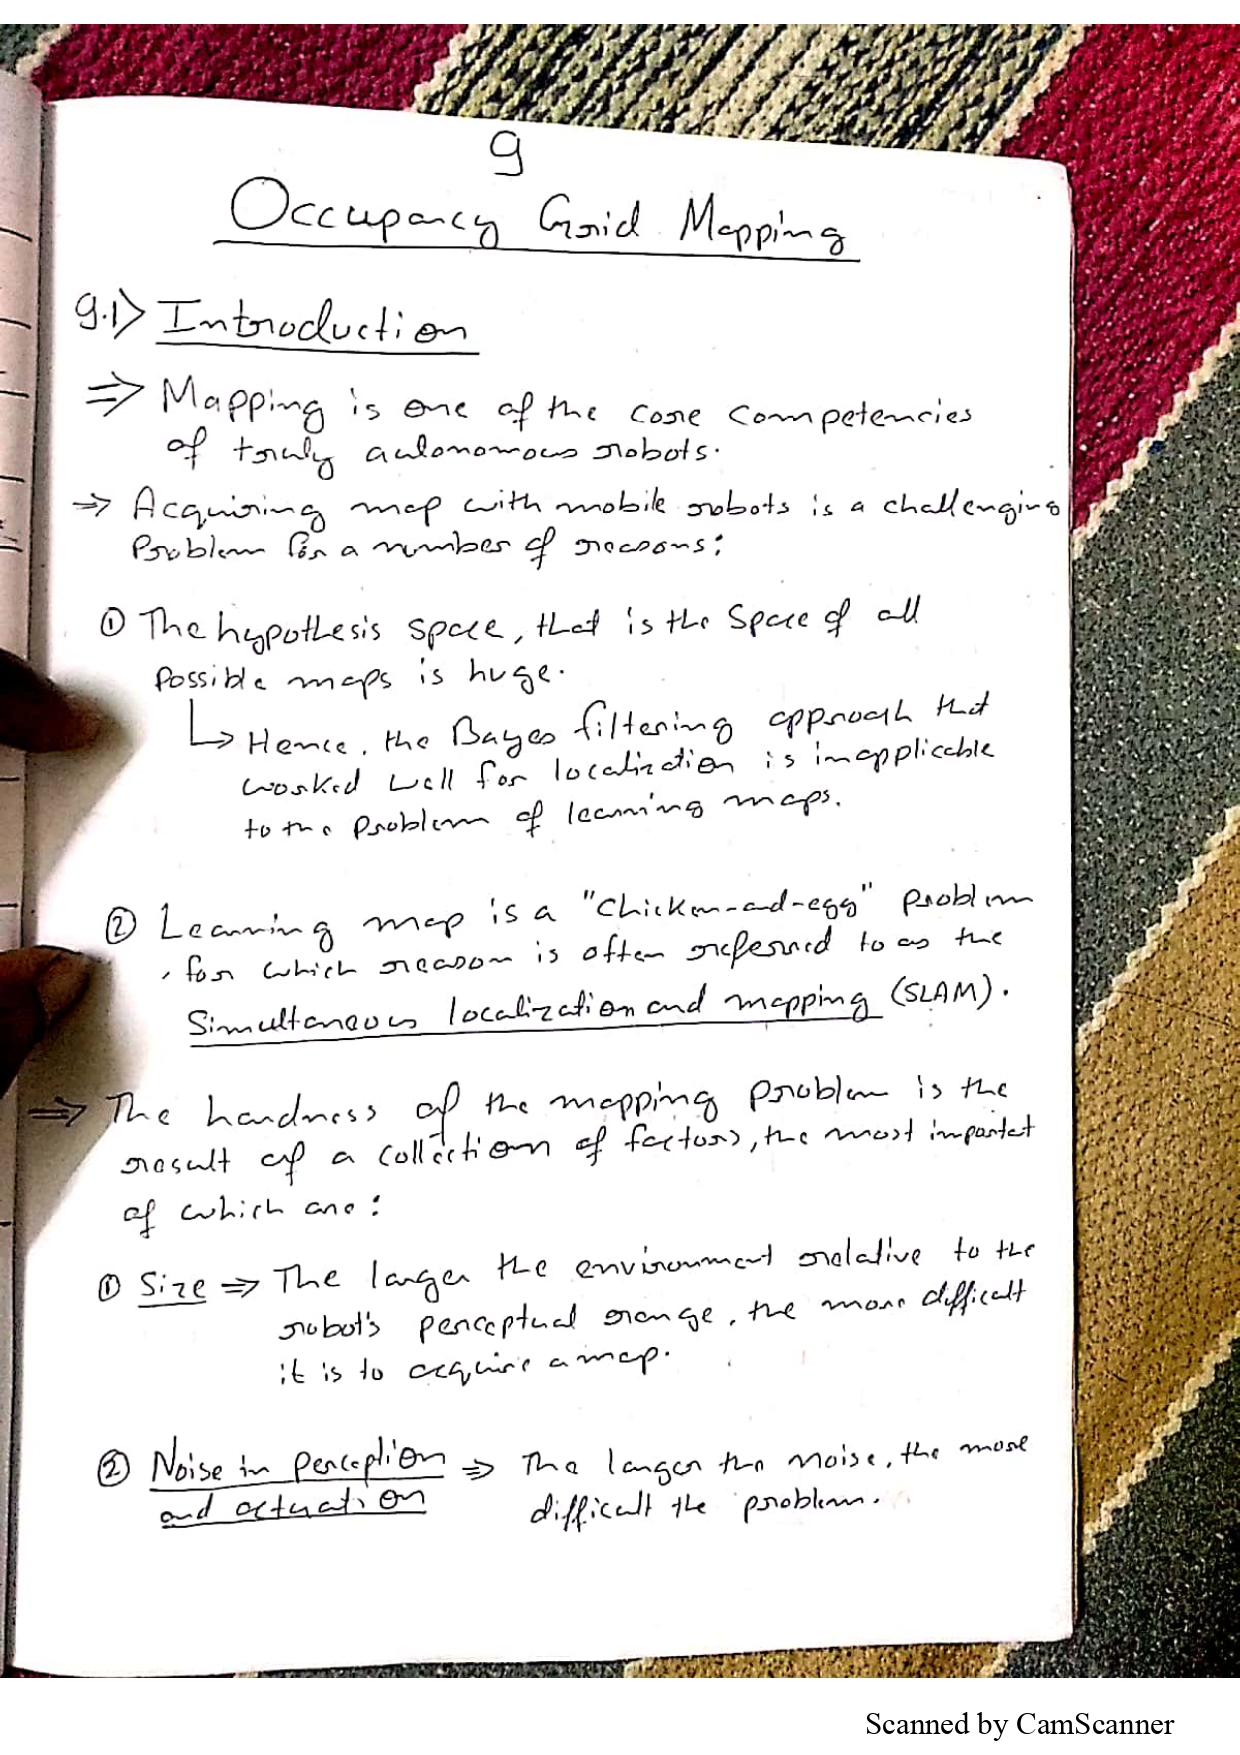 9
Occupancy Grid Mapping
9.1> Introduction
⇒ Mapping is one of the core competencies
of truly autonomous robots.
⇒ Acquiring map with mobile robots is a challenging
Problem for a number of reasons:
① The hypothesis space, that is the Space of all
Possible maps is huge.
↳ Hence, the Bayes filtering approach that
worked well for localization is inapplicable
to the Problem of learning maps.
② Learning map is a "Chicken-and-egg" problem
, for which reason is often referred to as the
Simultaneous localization and mapping (SLAM).
⇒ The hardness of the mapping problem is the
result of a collection of factors, the most importat
of which are:
① Size ⇒ The larger the environment relative to the
robot's perceptual range, the more difficult
it is to acquire a map.
② Noise in perception ⇒ The larger the noise, the more
and actuation difficult the problem.
Scanned by CamScanner